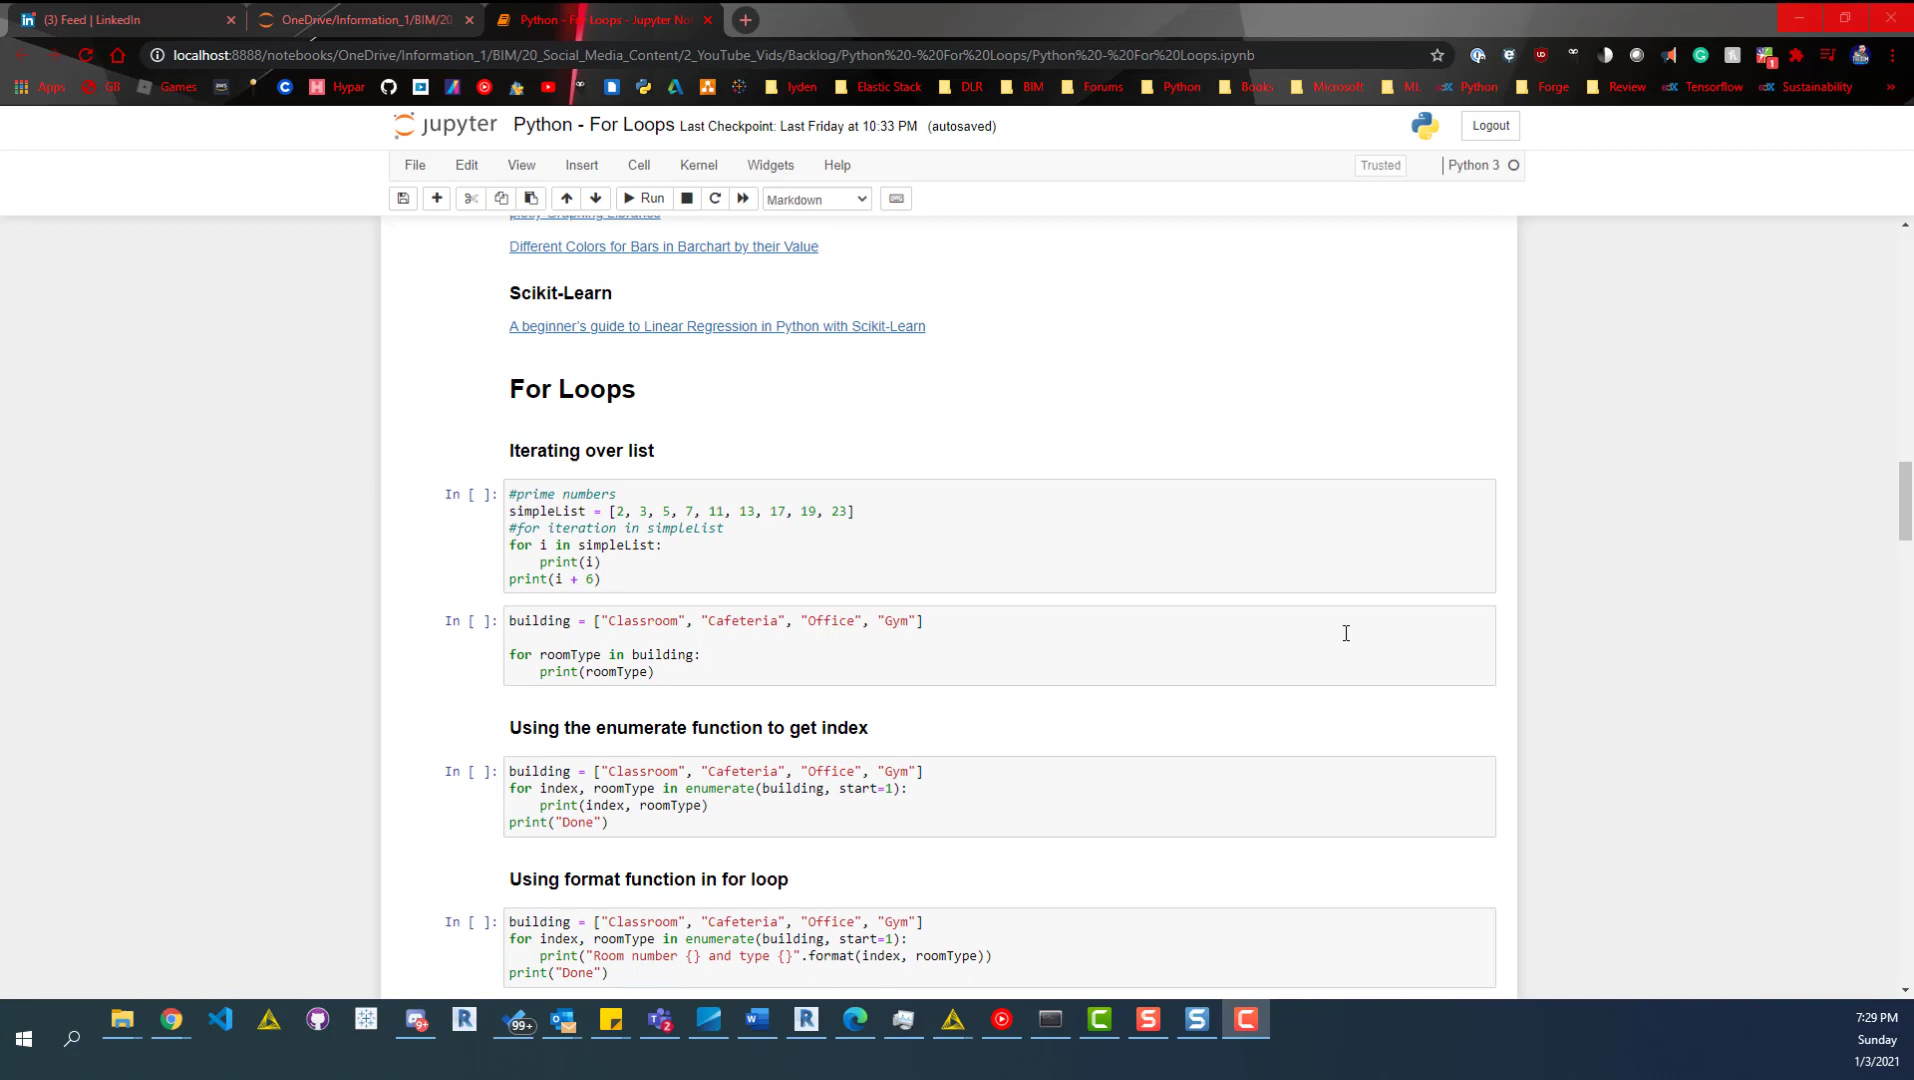 (3) Feed | LinkedIn
OneDrive/Information_1/BIM/20
Python - For Loops - Jupyter No
localhost:8888/notebooks/OneDrive/Information_1/BIM/20_Social_Media_Content/2_YouTube_Vids/Backlog/Python%20-%20For%20Loops/Python%20-%20For%20Loops.ipynb
Apps GB Games aws Hypar Iyden Elastic Stack DLR BIM Forums Python Books Microsoft ML Python Forge Review Tensorflow Sustainability »
jupyter Python - For Loops Last Checkpoint: Last Friday at 10:33 PM (autosaved)
Logout
File Edit View Insert Cell Kernel Widgets Help
Trusted Python 3
Run Markdown
plotly Graphing Libraries
Different Colors for Bars in Barchart by their Value
Scikit-Learn
A beginner's guide to Linear Regression in Python with Scikit-Learn
For Loops
Iterating over list
In [ ]: #prime numbers
simpleList = [2, 3, 5, 7, 11, 13, 17, 19, 23]
#for iteration in simpleList
for i in simpleList:
print(i)
print(i + 6)
In [ ]: building = ["Classroom", "Cafeteria", "Office", "Gym"]
for roomType in building:
print(roomType)
Using the enumerate function to get index
In [ ]: building = ["Classroom", "Cafeteria", "Office", "Gym"]
for index, roomType in enumerate(building, start=1):
print(index, roomType)
print("Done")
Using format function in for loop
In [ ]: building = ["Classroom", "Cafeteria", "Office", "Gym"]
for index, roomType in enumerate(building, start=1):
print("Room number {} and type {}".format(index, roomType))
print("Done")
7:29 PM
Sunday
1/3/2021